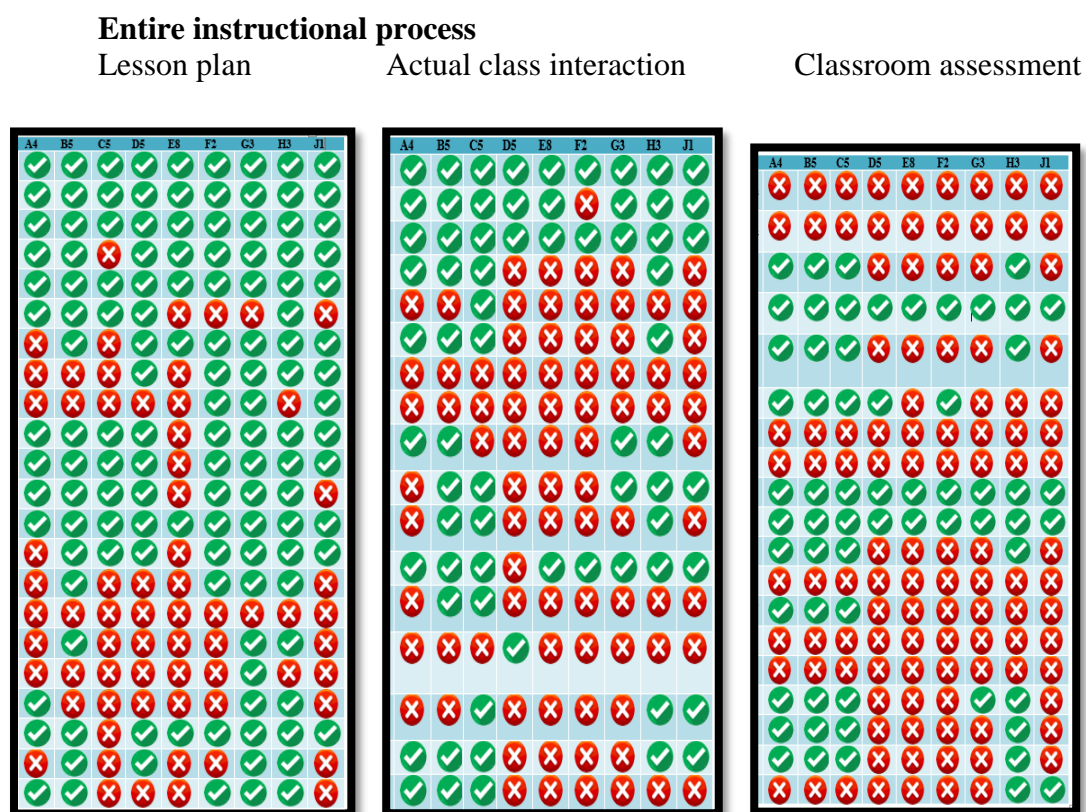 Entire instructional process
Lesson plan Actual class interaction Classroom assessment
A4 B5 C5 D5 E8 F2 G3 H3 J1
A4 B5 C5 D5 E8 F2 G3 H3 J1
A4 B5 C5 D5 E8 F2 G3 H3 J1